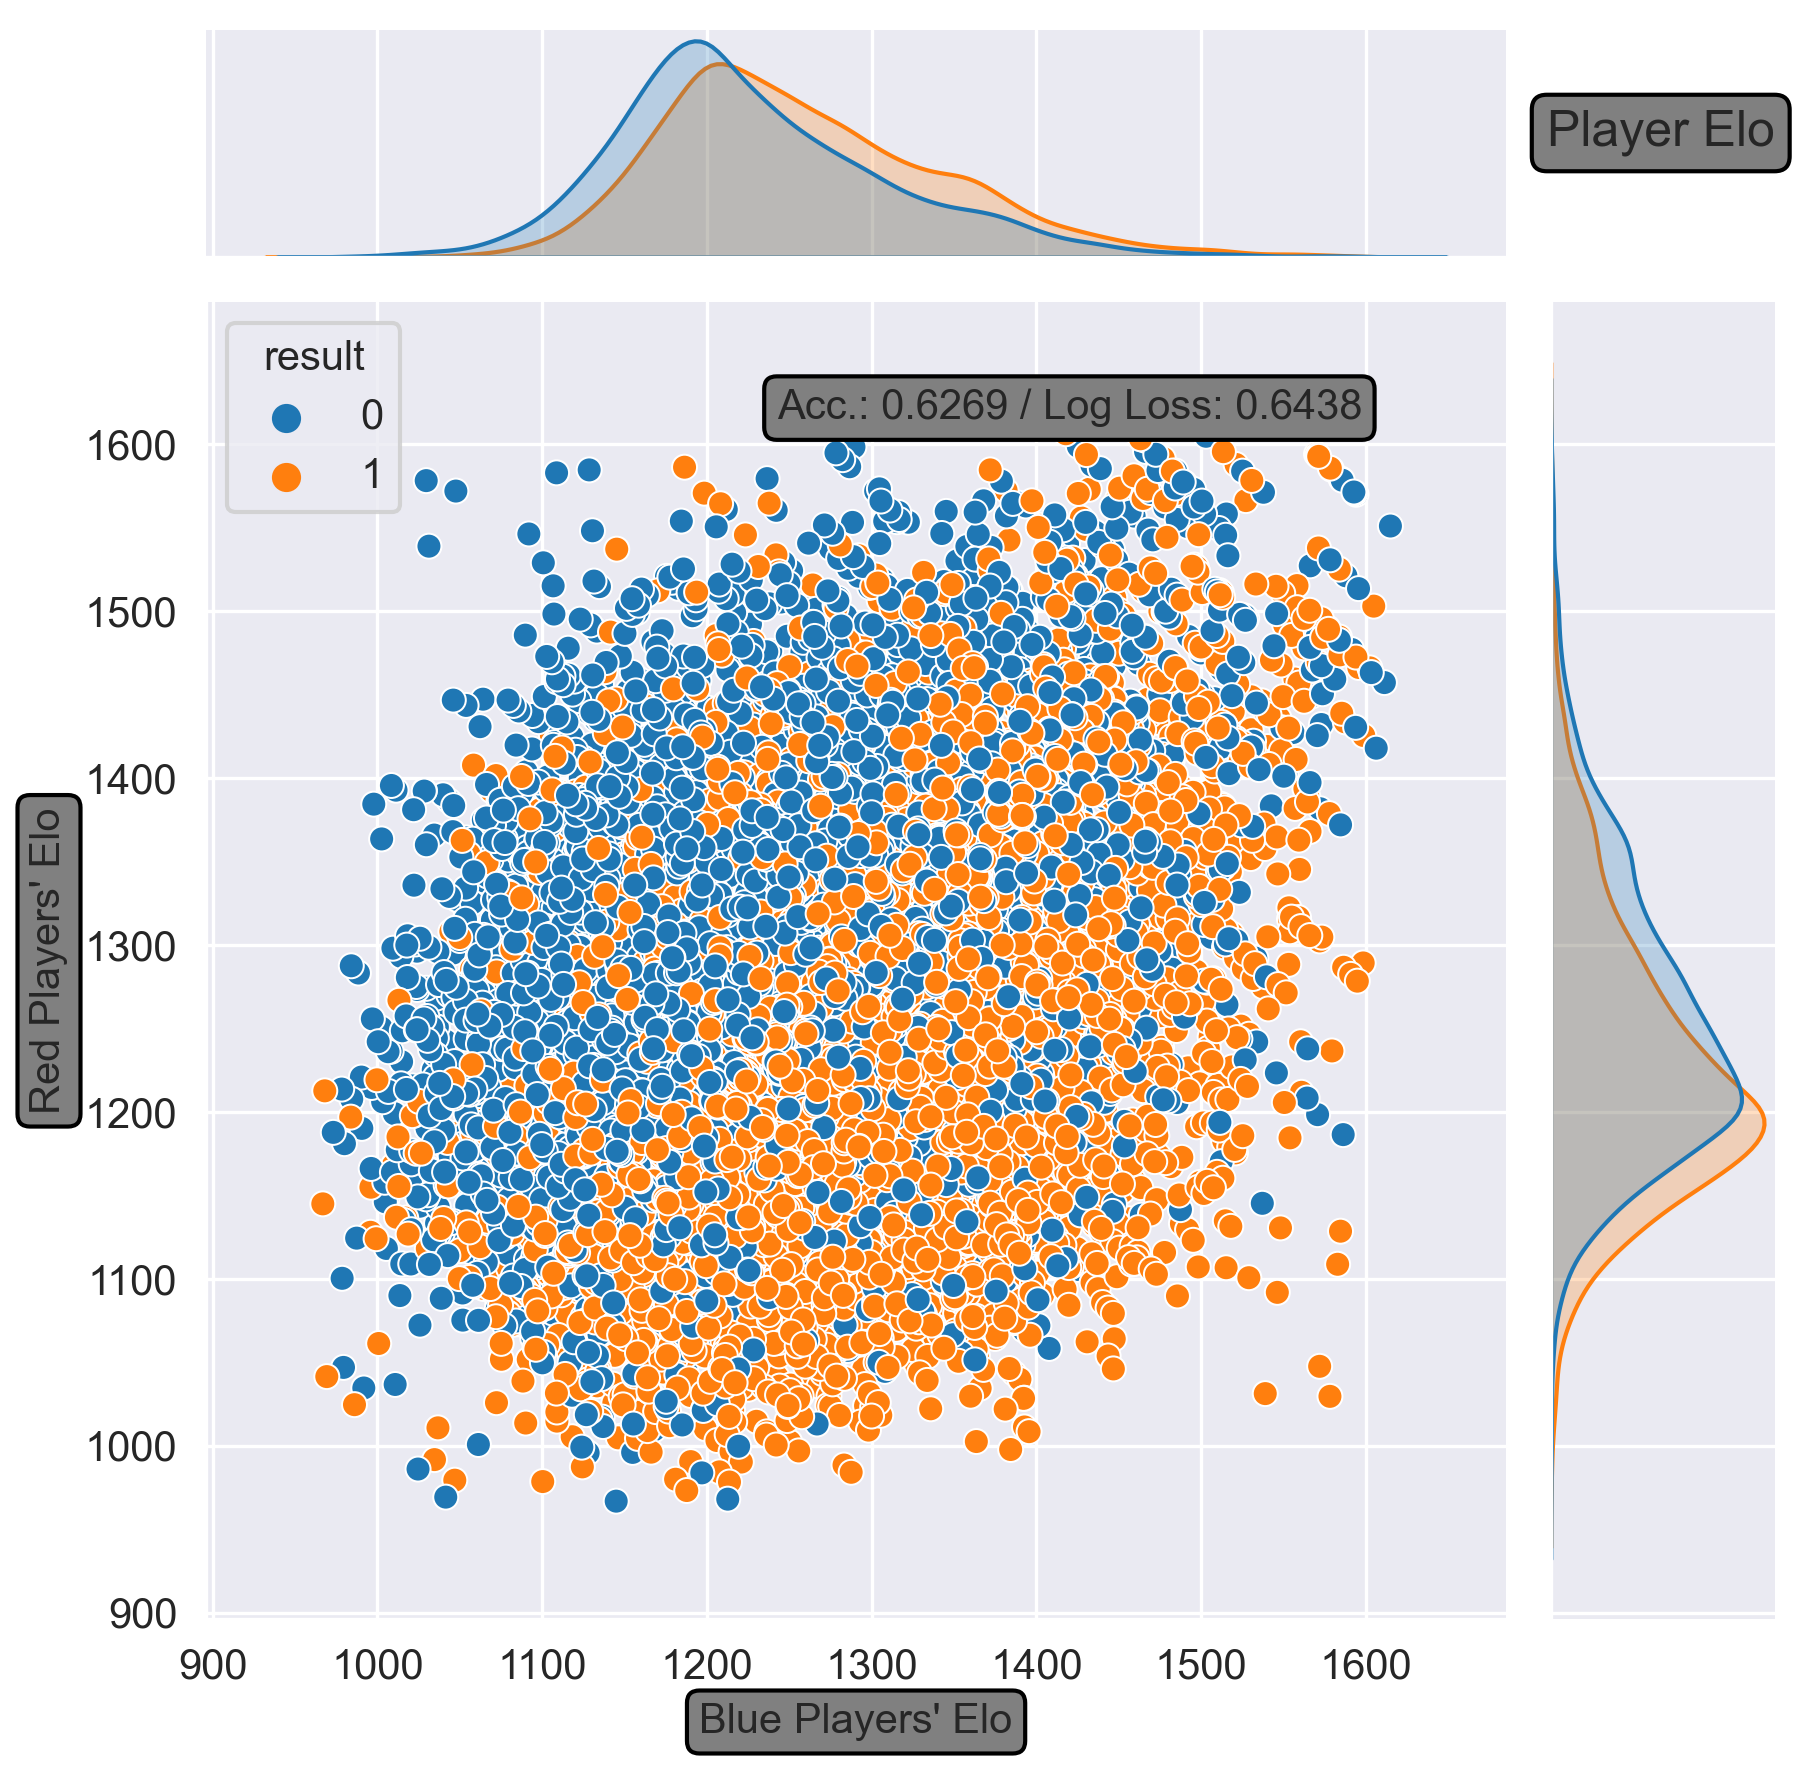 Player Elo
result
0
1
Acc.: 0.6269 / Log Loss: 0.6438
Red Players' Elo
1600
1500
1400
1300
1200
1100
1000
900
900 1000 1100 1200 1300 1400 1500 1600
Blue Players' Elo